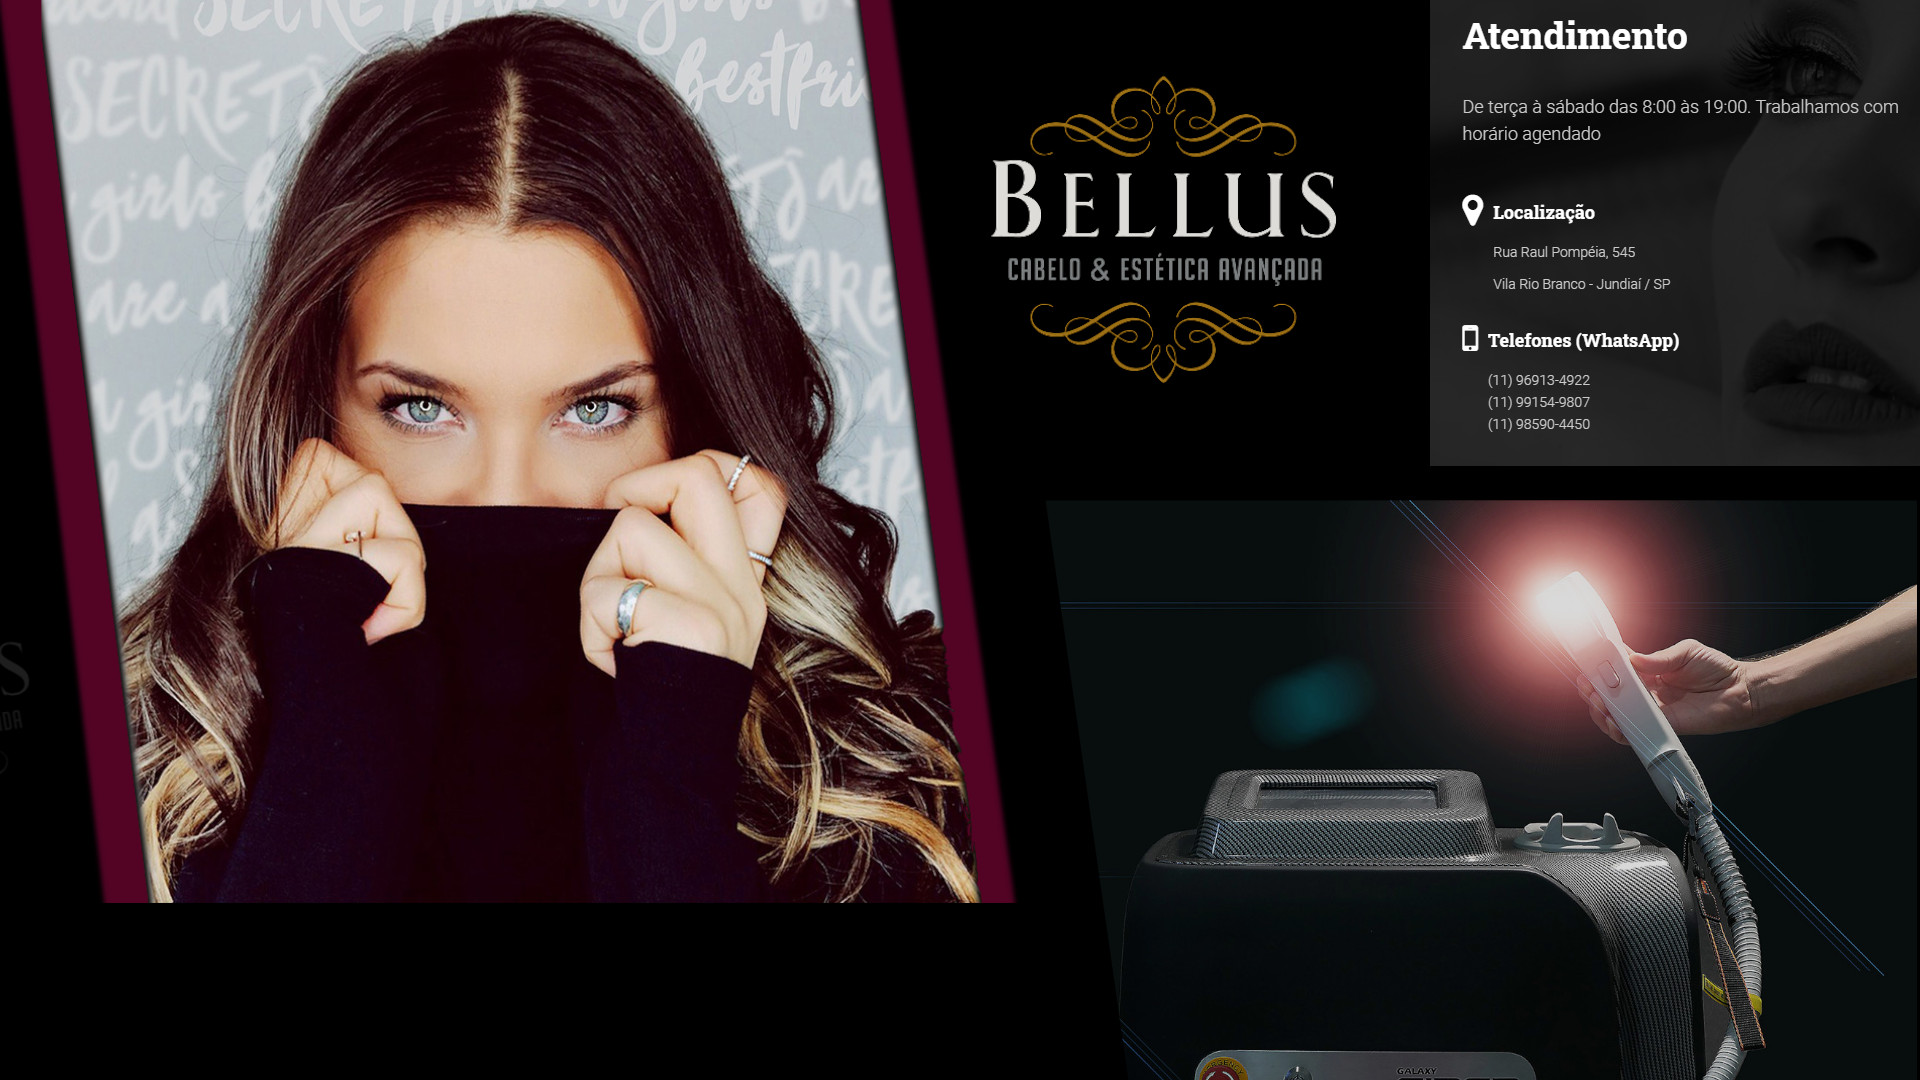 SECRET
bestfri
SECRET
girls
are a
BELLUS
CABELO & ESTÉTICA AVANÇADA
Atendimento
De terça à sábado das 8:00 às 19:00. Trabalhamos com
horário agendado
Localização
Rua Raul Pompéia, 545
Vila Rio Branco - Jundiaí / SP
Telefones (WhatsApp)
(11) 96913-4922
(11) 99154-9807
(11) 98590-4450
GALAXY